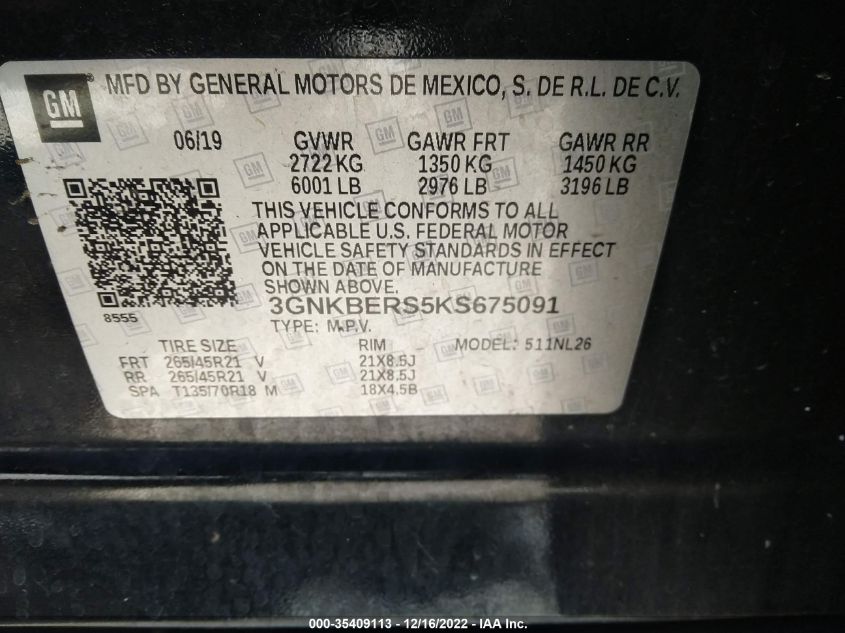 GM MFD BY GENERAL MOTORS DE MEXICO, S. DE R.L. DE C.V.
06/19 GVWR GAWR FRT GAWR RR
2722 KG 1350 KG 1450 KG
6001 LB 2976 LB 3196 LB
THIS VEHICLE CONFORMS TO ALL
APPLICABLE U.S. FEDERAL MOTOR
VEHICLE SAFETY STANDARDS IN EFFECT
ON THE DATE OF MANUFACTURE
SHOWN ABOVE.
8555 3GNKBERS5KS675091
TYPE: M.P.V.
TIRE SIZE RIM MODEL: 511NL26
FRT 265/45R21 V 21X8.5J
RR 265/45R21 V 21X8.5J
SPA T135/70R18 M 18X4.5B
000-35409113 - 12/16/2022 - IAA Inc.